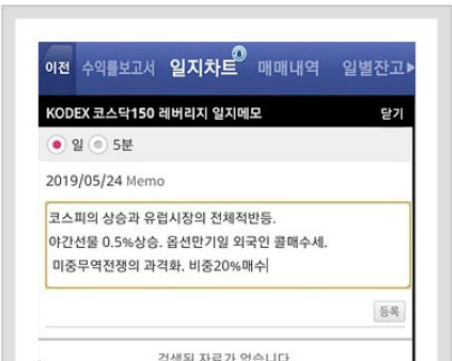 이전 수익률보고서 일지차트 매매내역 일별잔고▶
KODEX 코스닥150 레버리지 일지메모 닫기
일 5분
2019/05/24 Memo
코스피의 상승과 유럽시장의 전체적반등.
야간선물 0.5%상승. 옵션만기일 외국인 콜매수세.
미중무역전쟁의 과격화. 비중20%매수
등록
검색된 자료가 없습니다